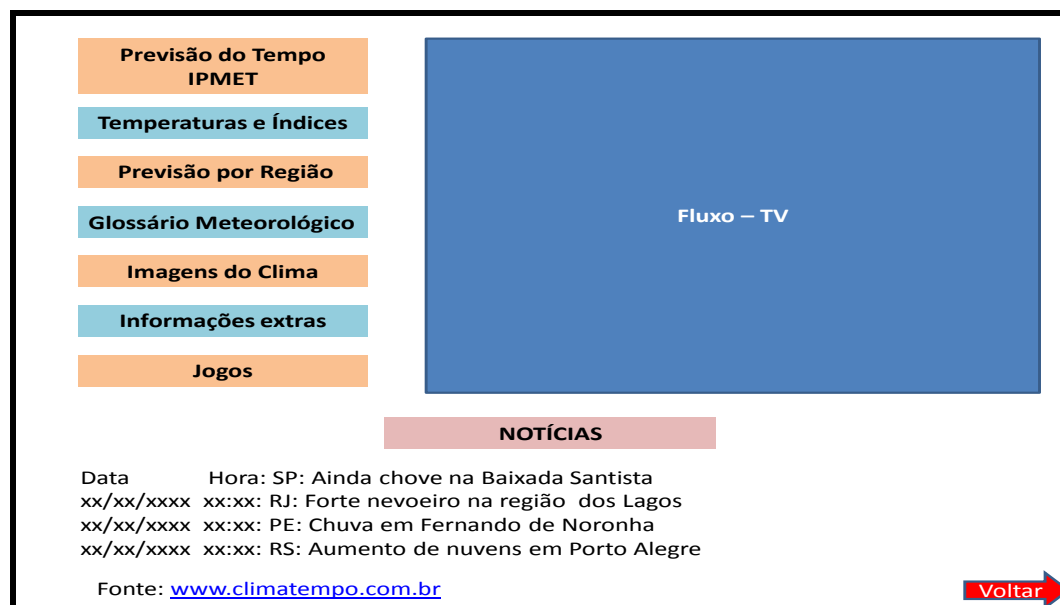 Previsão do Tempo
IPMET
Temperaturas e Índices
Previsão por Região
Glossário Meteorológico
Imagens do Clima
Informações extras
Jogos
Fluxo – TV
NOTÍCIAS
Data Hora: SP: Ainda chove na Baixada Santista
xx/xx/xxxx xx:xx: RJ: Forte nevoeiro na região dos Lagos
xx/xx/xxxx xx:xx: PE: Chuva em Fernando de Noronha
xx/xx/xxxx xx:xx: RS: Aumento de nuvens em Porto Alegre
Fonte: www.climatempo.com.br
Voltar